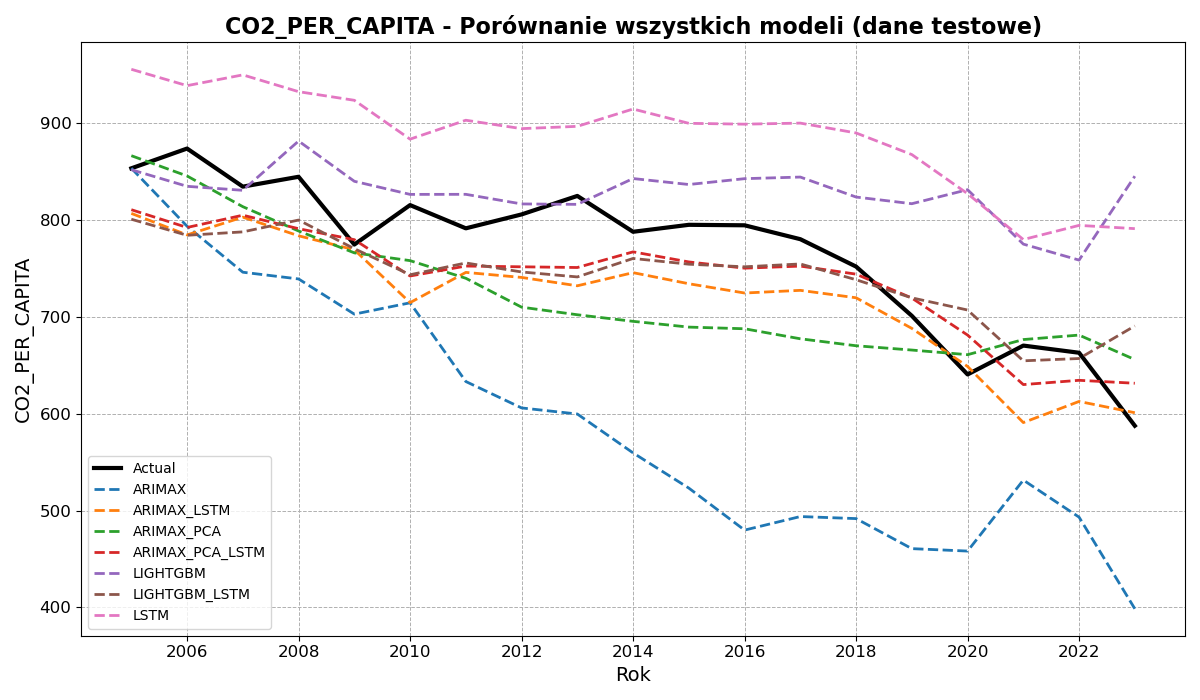 CO2_PER_CAPITA - Porównanie wszystkich modeli (dane testowe)
CO2_PER_CAPITA
900
800
700
600
500
400
Actual
ARIMAX
ARIMAX_LSTM
ARIMAX_PCA
ARIMAX_PCA_LSTM
LIGHTGBM
LIGHTGBM_LSTM
LSTM
2006 2008 2010 2012 2014 2016 2018 2020 2022
Rok